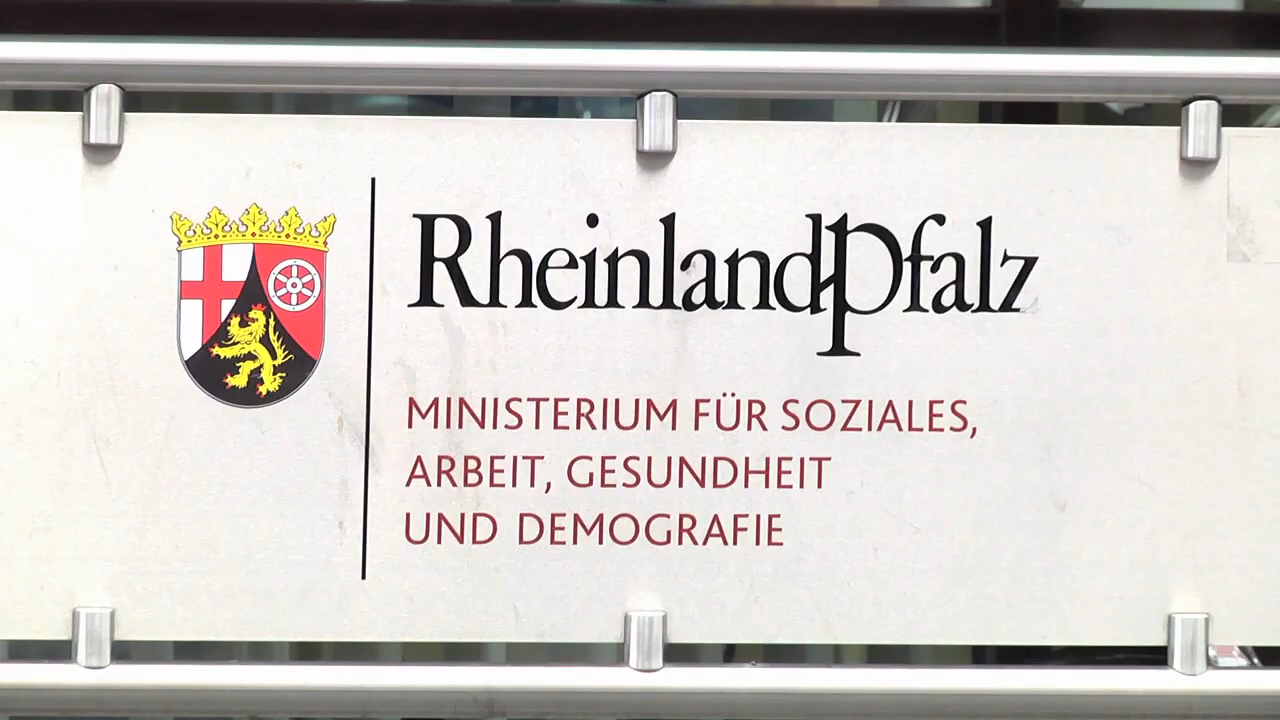 RheinlandPfalz
MINISTERIUM FÜR SOZIALES,
ARBEIT, GESUNDHEIT
UND DEMOGRAFIE